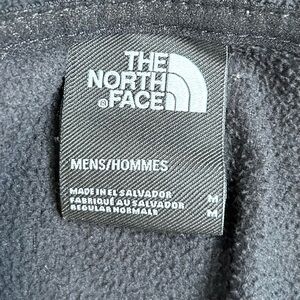 THE
NORTH
®FACE
MENS/HOMMES
MADE IN EL SALVADOR M
FABRIQUÉ AU SALVADOR M
REGULAR NORMALE